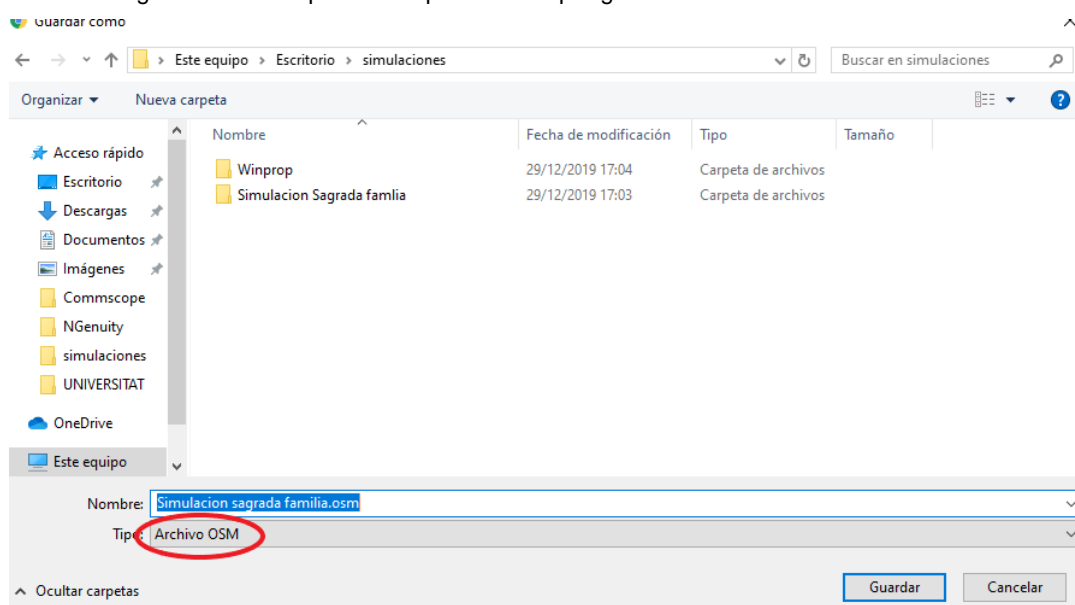 Guardar como
Este equipo > Escritorio > simulaciones
Buscar en simulaciones
Organizar
Nueva carpeta
?
Nombre
Fecha de modificación
Tipo
Tamaño
Acceso rápido
Escritorio
Descargas
Documentos
Imágenes
Commscope
NGenuity
simulaciones
UNIVERSITAT
OneDrive
Este equipo
Winprop
29/12/2019 17:04
Carpeta de archivos
Simulacion Sagrada famlia
29/12/2019 17:03
Carpeta de archivos
Nombre: Simulacion sagrada familia.osm
Tipo: Archivo OSM
Ocultar carpetas
Guardar
Cancelar